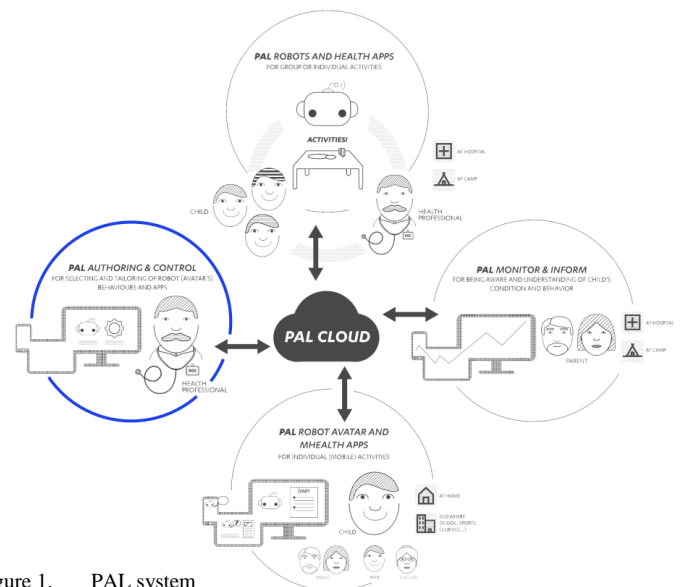 PAL ROBOTS AND HEALTH APPS
FOR GROUP OR INDIVIDUAL ACTIVITIES
ACTIVITIES!
AT HOSPITAL
AT CAMP
CHILD
HEALTH
PROFESSIONAL
DOC
PAL AUTHORING & CONTROL
FOR SELECTING AND TAILORING OF ROBOT (AVATAR'S)
BEHAVIOURS AND APPS
DOC
HEALTH
PROFESSIONAL
PAL CLOUD
PAL MONITOR & INFORM
FOR BEING AWARE AND UNDERSTANDING OF CHILD'S
CONDITION AND BEHAVIOR
PARENT
AT HOSPITAL
AT CAMP
PAL ROBOT AVATAR AND
MHEALTH APPS
FOR INDIVIDUAL (MOBILE) ACTIVITIES
DIARY
CHILD
AT HOME
ELSEWHERE
(SCOOL, SPORTS
CLUB ECC...)
PARENT
PEER
gure 1. PAL system